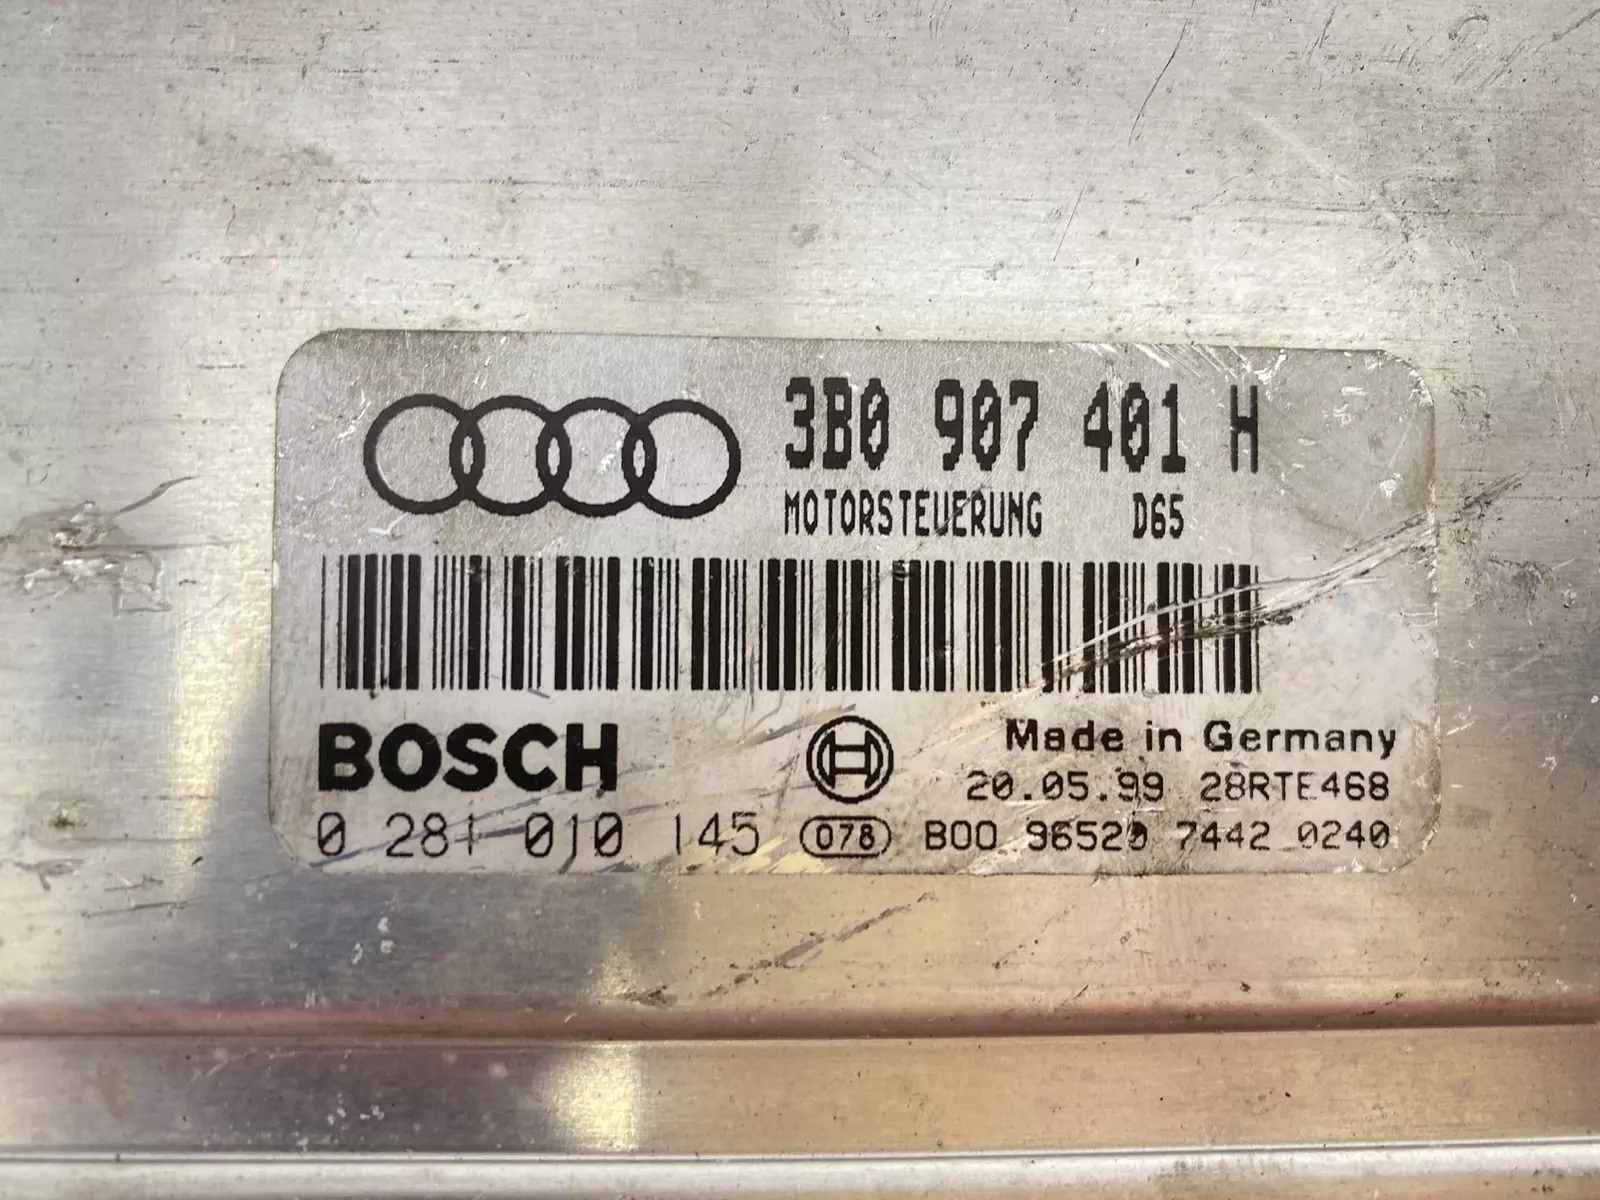 3B0 907 401 H
MOTORSTEUERUNG D65
BOSCH
Made in Germany
20.05.99 28RTE468
0 281 010 145 078 B00 96520 7442 0240